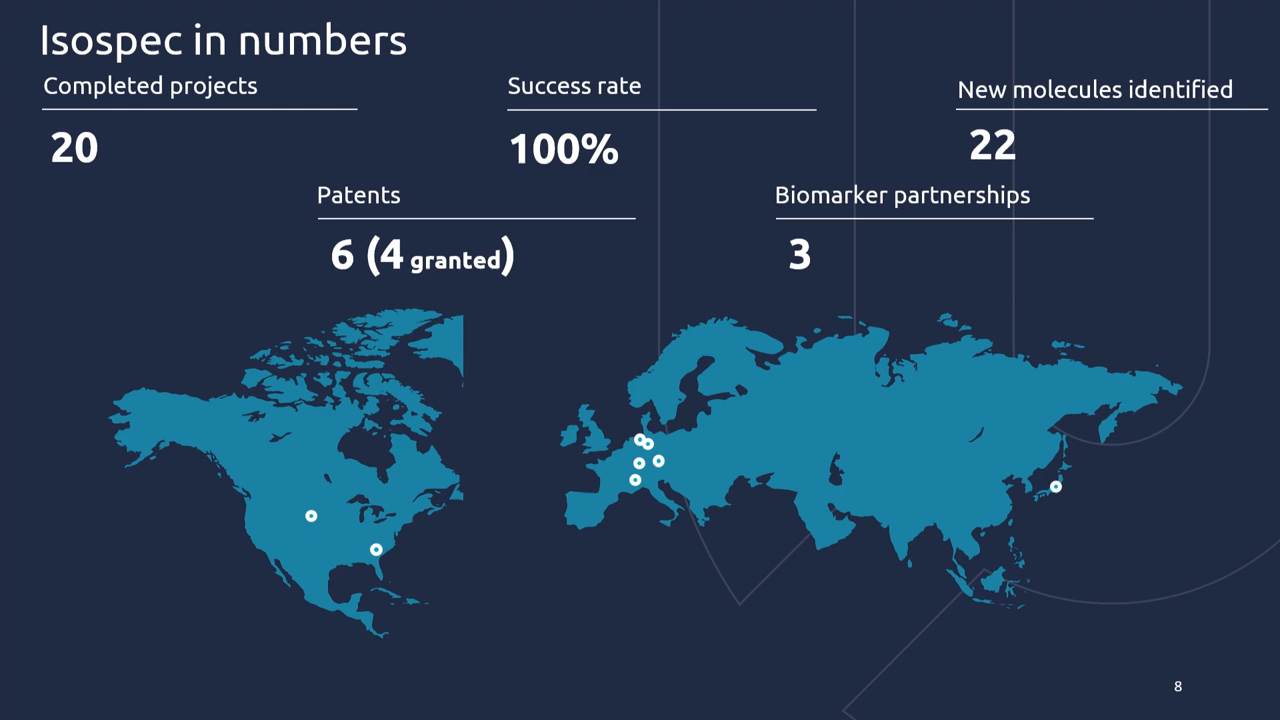 Isospec in numbers
Completed projects
Success rate
New molecules identified
20
100%
22
Patents
Biomarker partnerships
6 (4 granted)
3
8